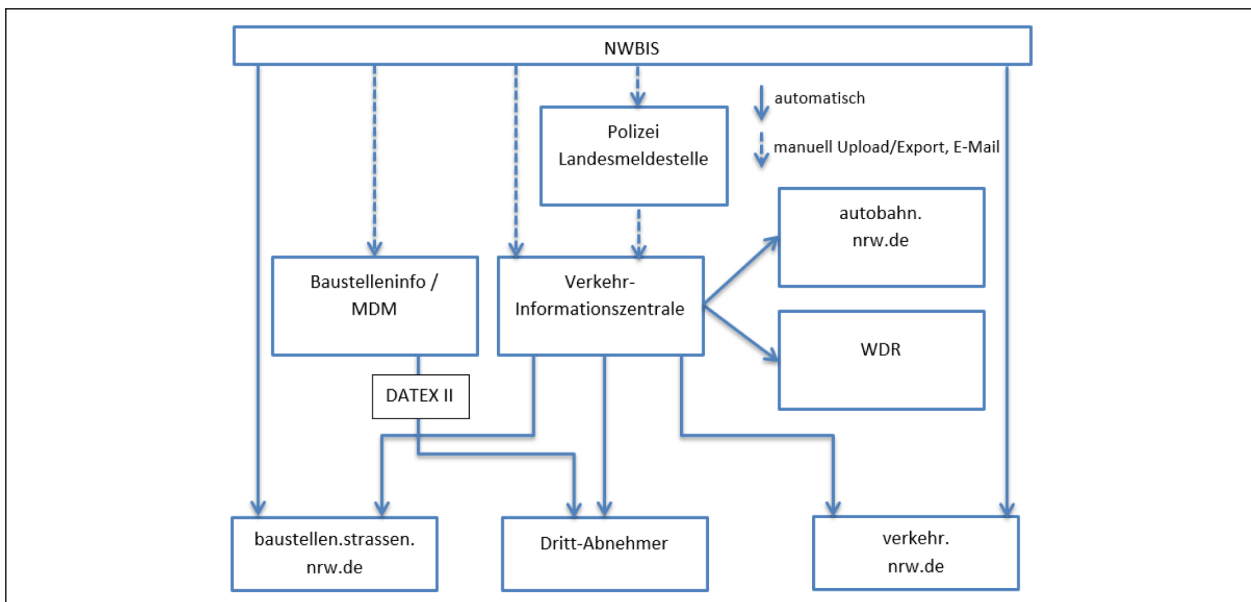 NWBIS
automatisch
manuell Upload/Export, E-Mail
Polizei
Landesmeldestelle
autobahn.
nrw.de
Baustelleninfo /
MDM
Verkehr-
Informationszentrale
WDR
DATEX II
baustellen.strassen.
nrw.de
Dritt-Abnehmer
verkehr.
nrw.de